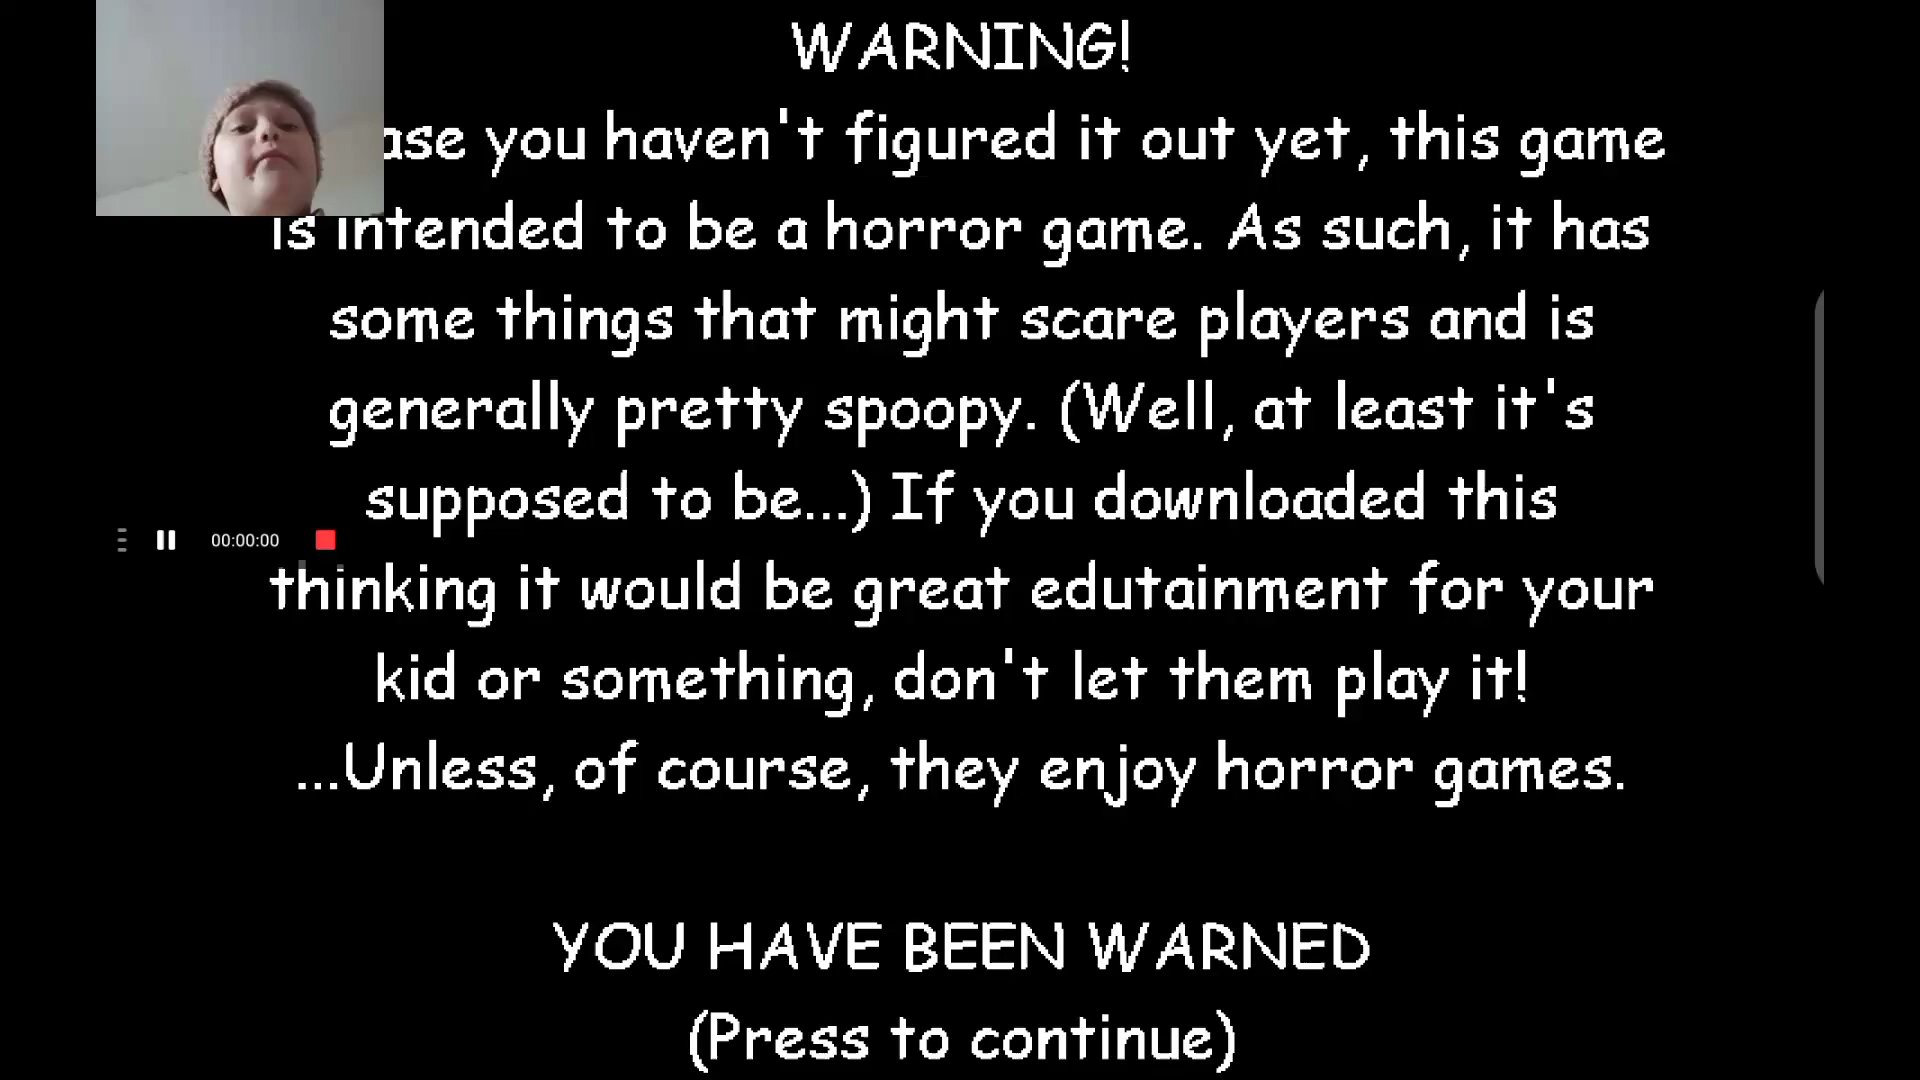 WARNING!
ase you haven't figured it out yet, this game
is intended to be a horror game. As such, it has
some things that might scare players and is
generally pretty spoopy. (Well, at least it's
supposed to be...) If you downloaded this
00:00:00
thinking it would be great edutainment for your
kid or something, don't let them play it!
...Unless, of course, they enjoy horror games.
YOU HAVE BEEN WARNED
(Press to continue)